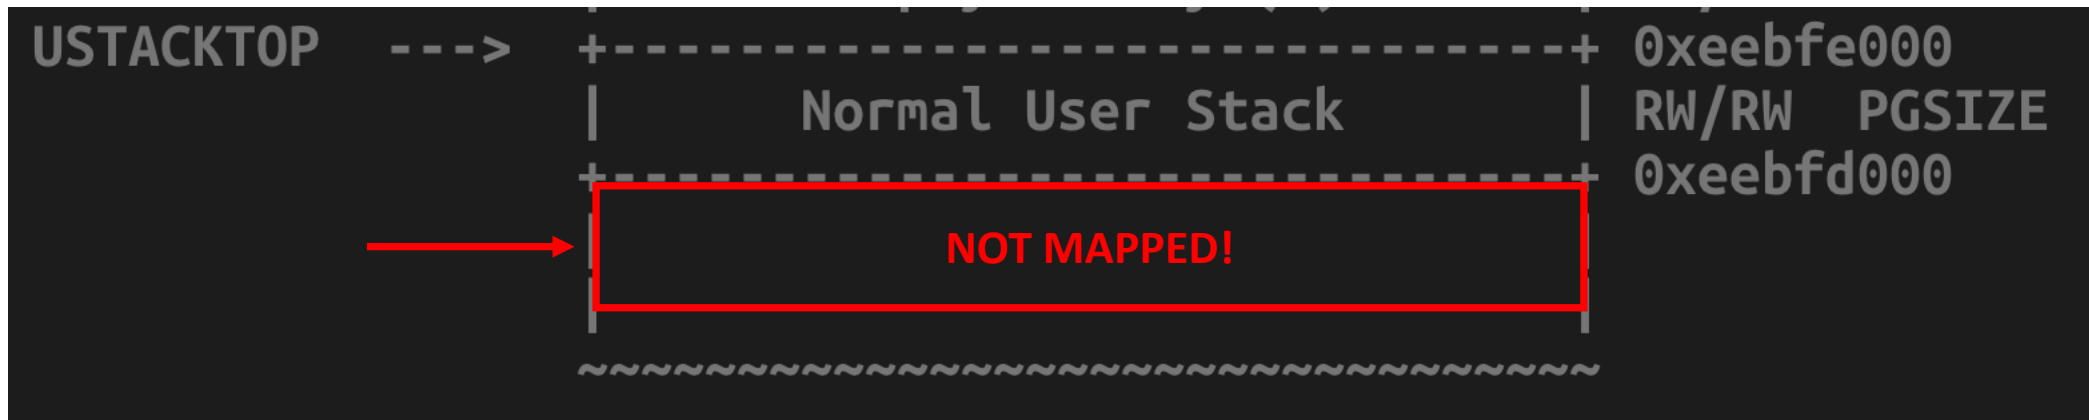 USTACKTOP ---> +------------------------------+ 0xeebfe000
| Normal User Stack | RW/RW PGSIZE
+------------------------------+ 0xeebfd000
NOT MAPPED!
~~~~~~~~~~~~~~~~~~~~~~~~~~~~~~~~